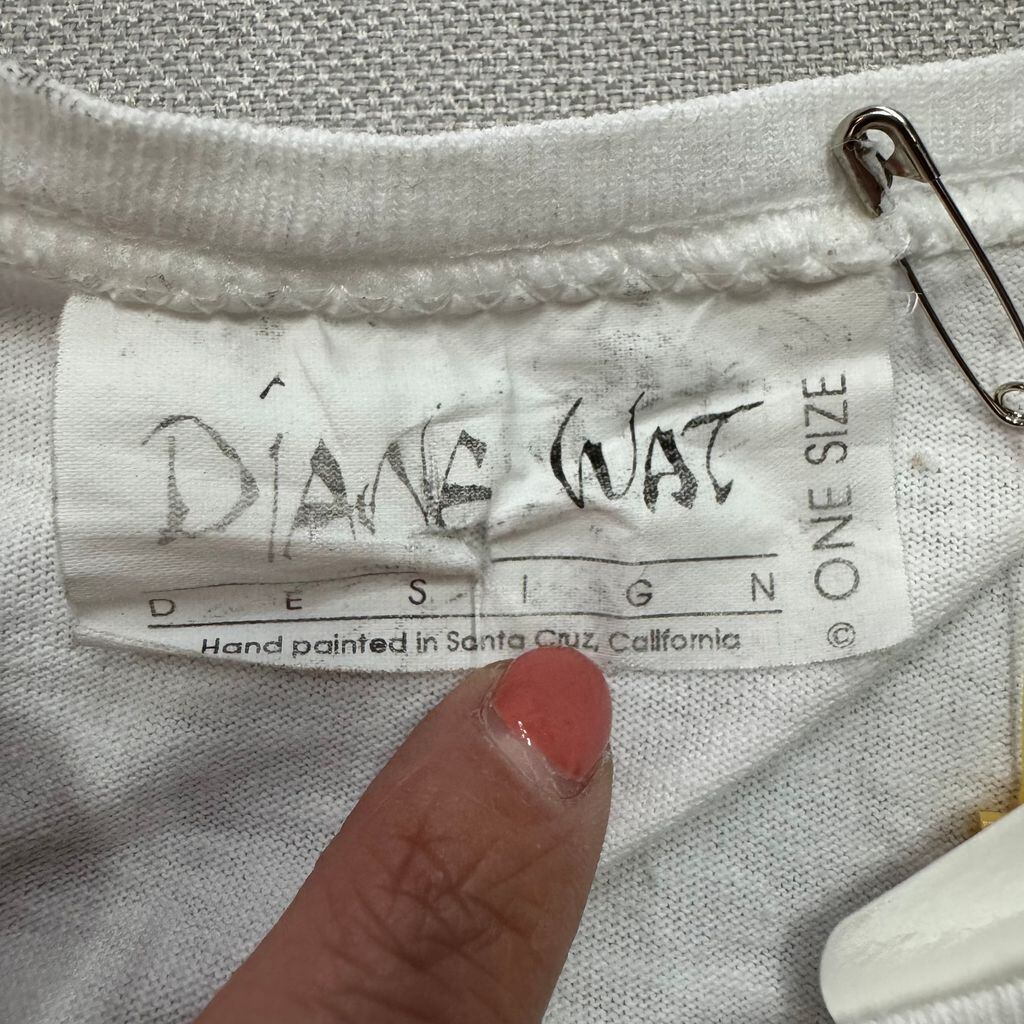 DIANE WAT
DESIGN
Hand painted in Santa Cruz, California
© ONE SIZE